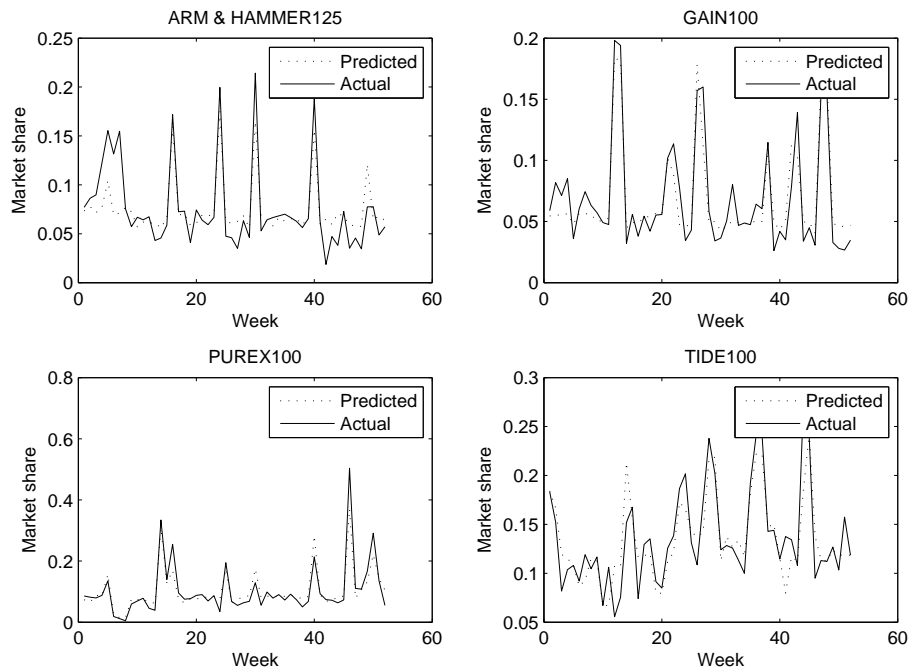 ARM & HAMMER125
0.25
0.2
0.15
0.1
0.05
0
Market share
Predicted
Actual
0
20
40
60
Week
GAIN100
0.2
0.15
0.1
0.05
0
Market share
Predicted
Actual
0
20
40
60
Week
PUREX100
0.8
0.6
0.4
0.2
0
Market share
Predicted
Actual
0
20
40
60
Week
TIDE100
0.3
0.25
0.2
0.15
0.1
0.05
Market share
Predicted
Actual
0
20
40
60
Week